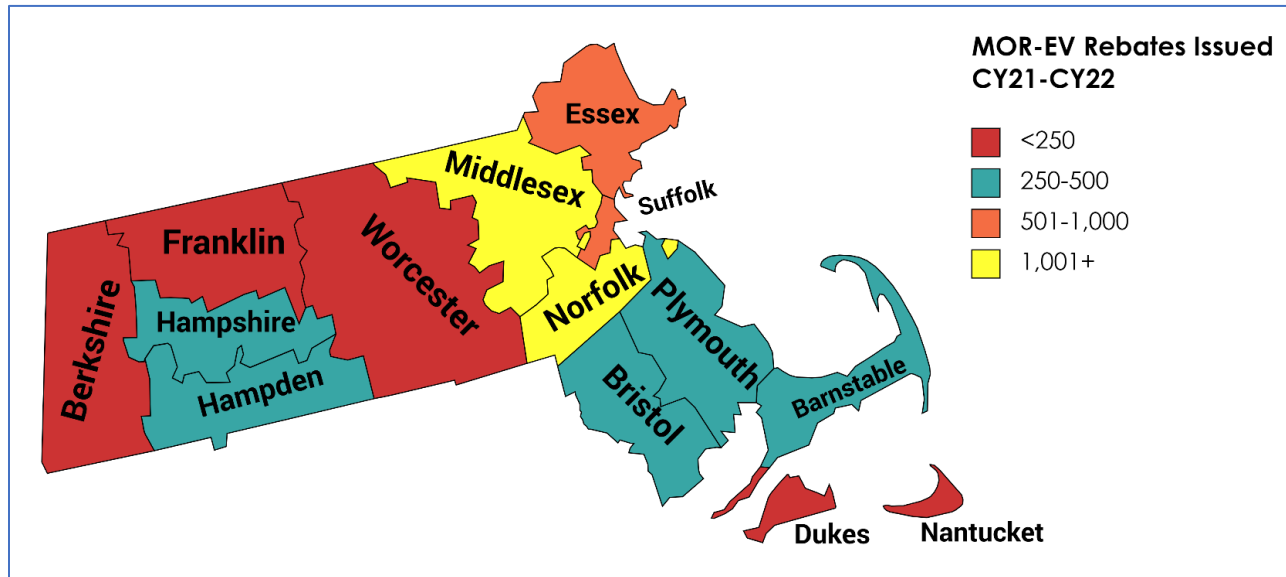 MOR-EV Rebates Issued
CY21-CY22
<250
250-500
501-1,000
1,001+
Essex
Middlesex
Suffolk
Franklin
Worcester
Norfolk
Plymouth
Berkshire
Hampshire
Hampden
Bristol
Barnstable
Dukes
Nantucket